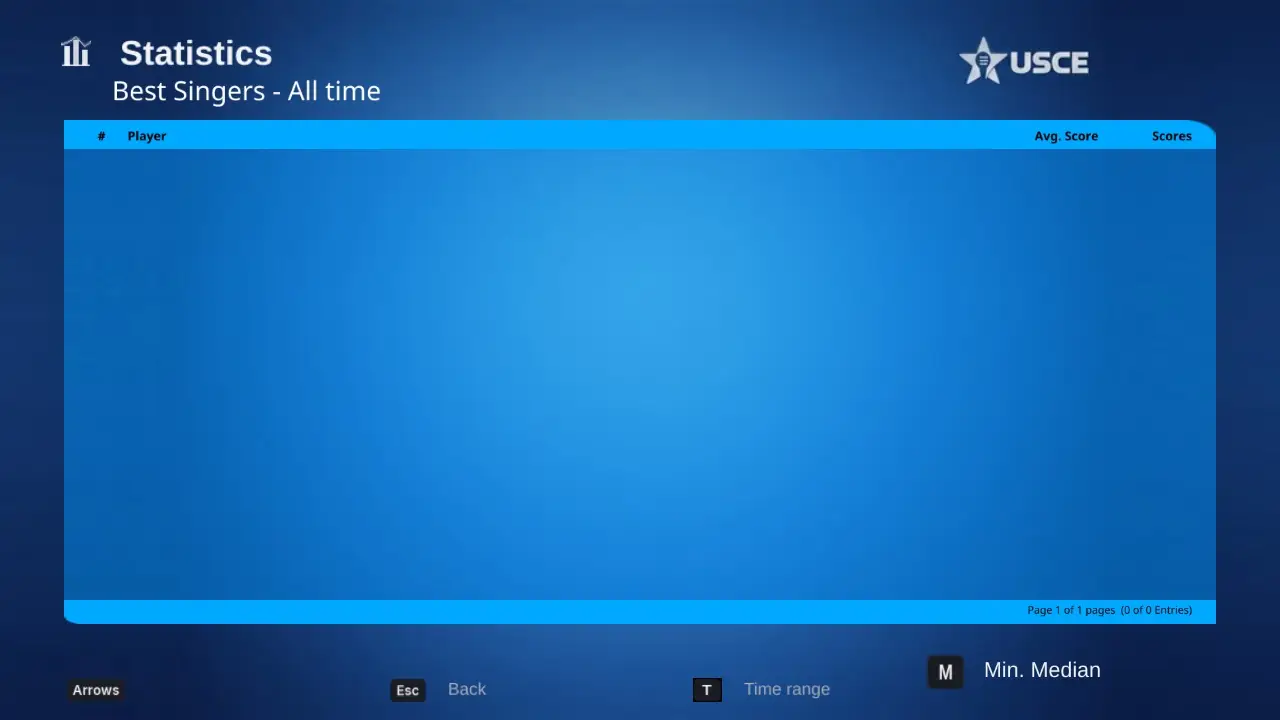 Statistics
Best Singers - All time
USCE
# Player Avg. Score Scores
Page 1 of 1 pages (0 of 0 Entries)
Arrows Esc Back T Time range M Min. Median